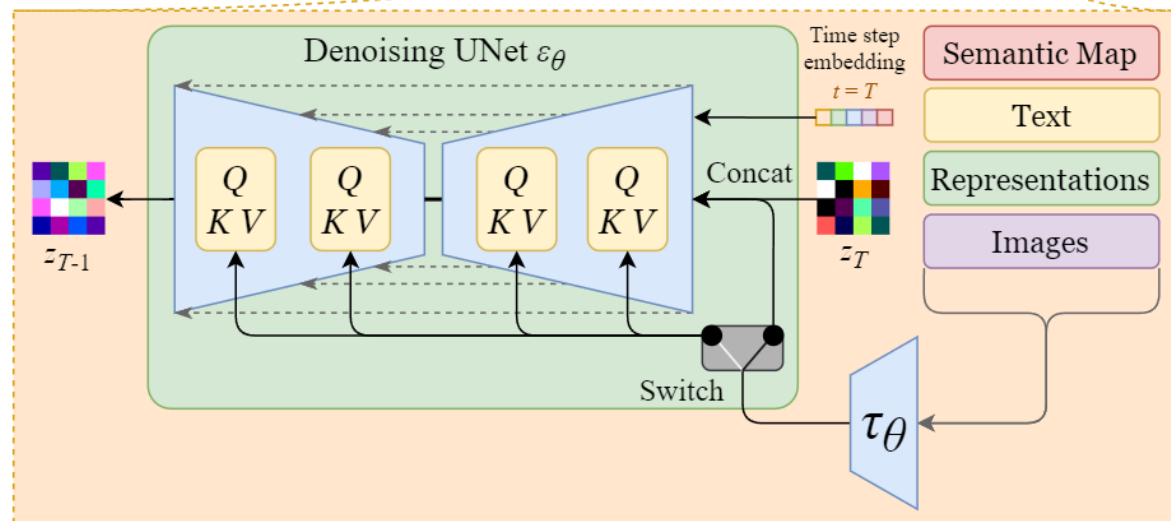 Denoising UNet εθ
Time step
embedding
t = T
Semantic Map
Text
Representations
Images
Concat
Q
K V
Q
K V
Q
K V
Q
K V
zT-1
zT
Switch
τθ